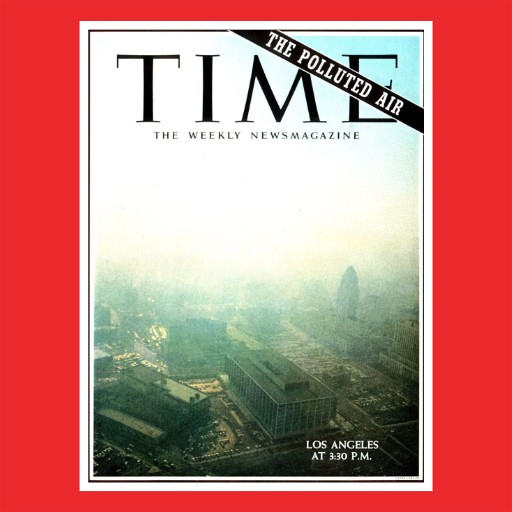 THE POLLUTED AIR
TIME
THE WEEKLY NEWSMAGAZINE
LOS ANGELES
AT 3:30 P.M.